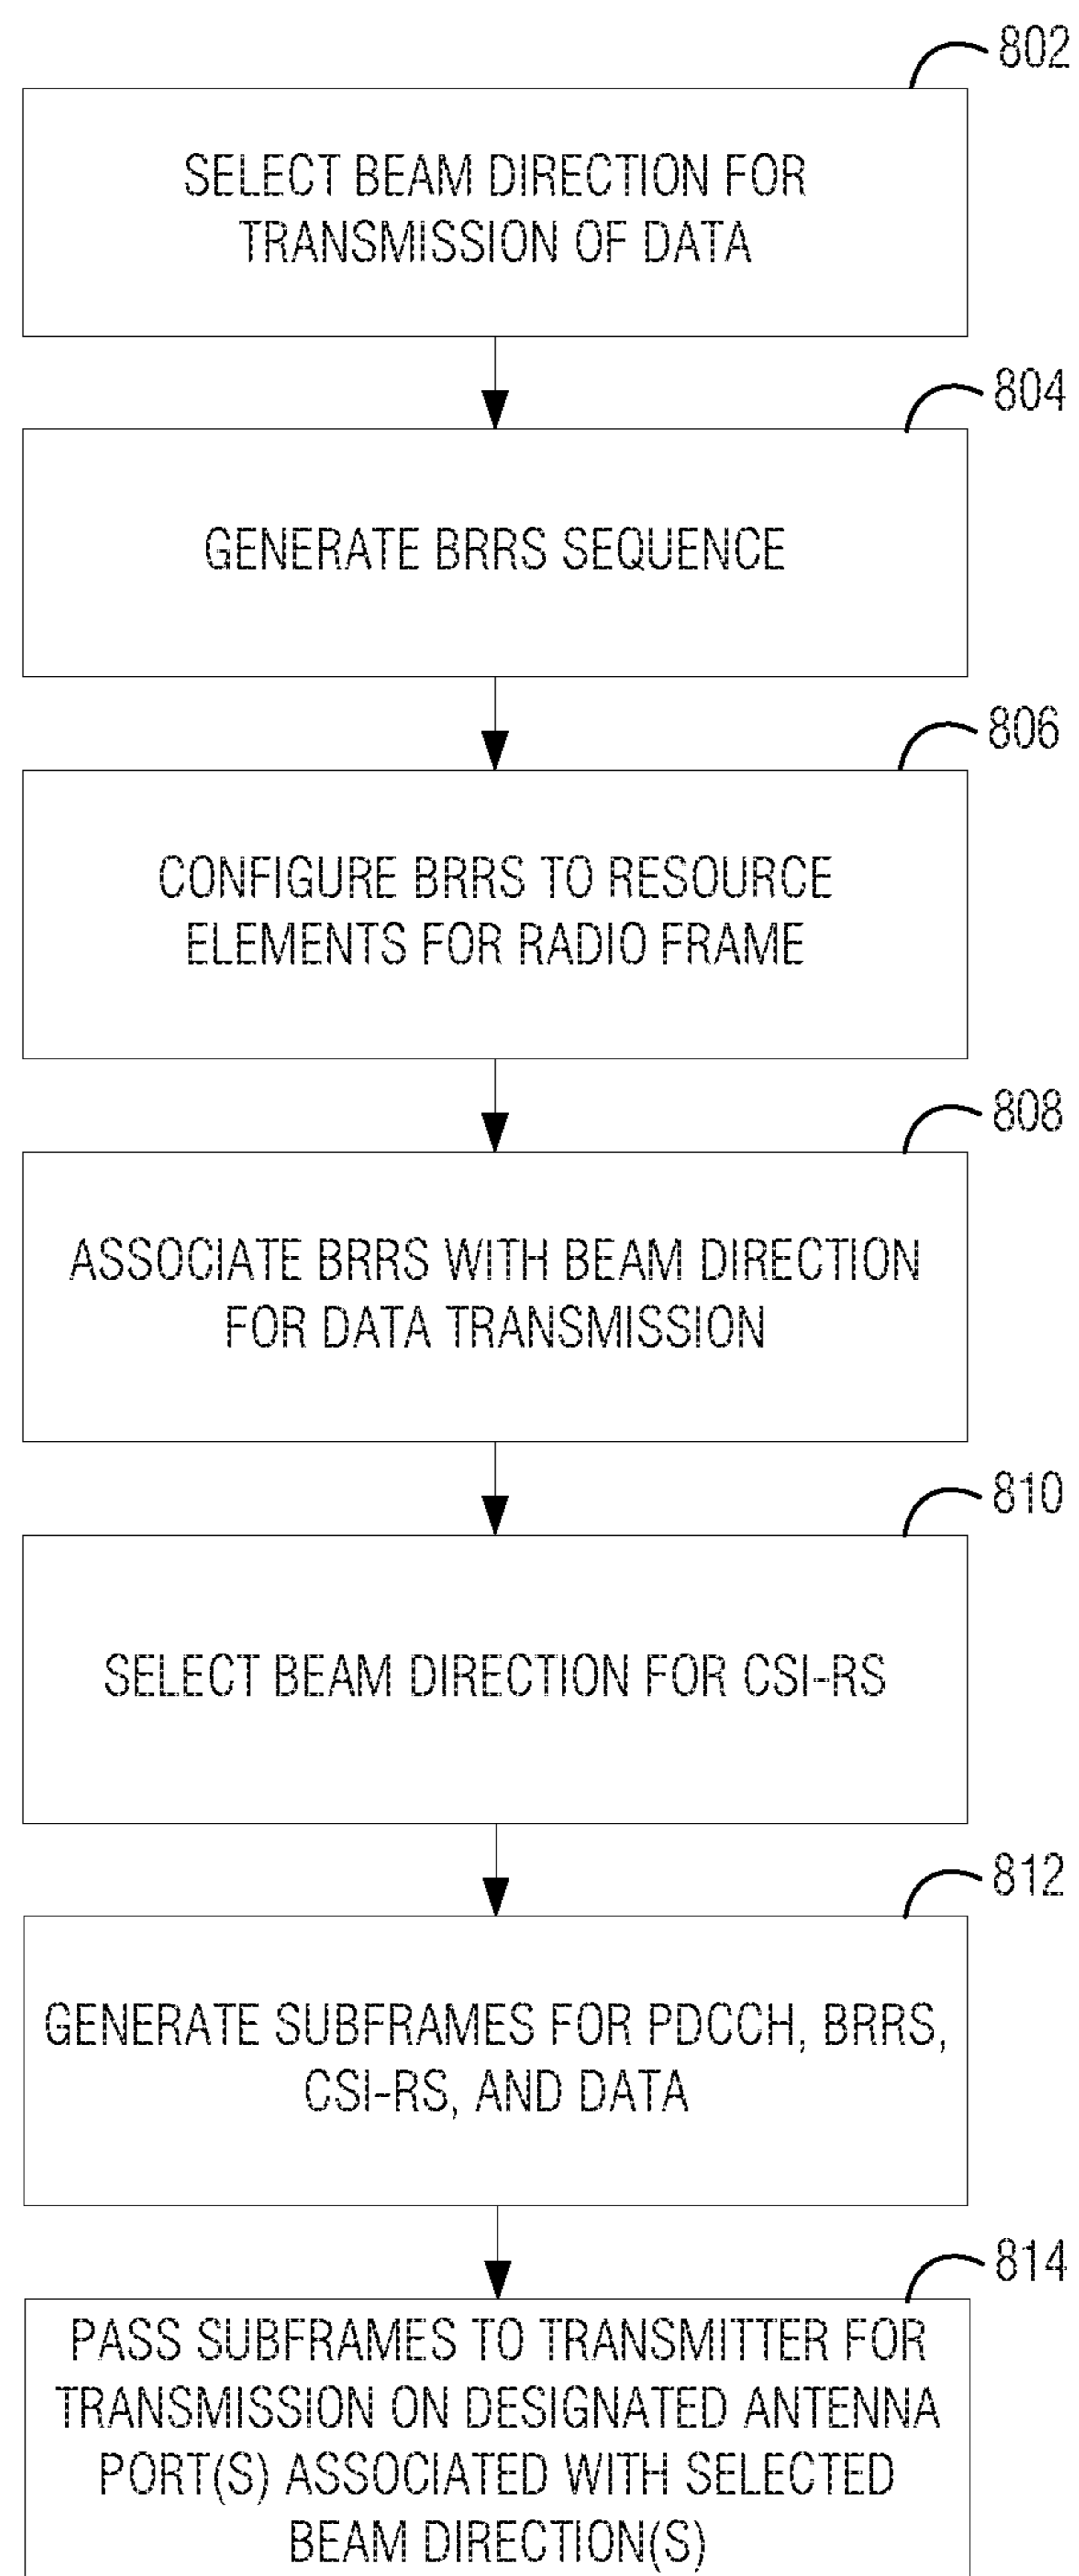 802
SELECT BEAM DIRECTION FOR
TRANSMISSION OF DATA
804
GENERATE BRRS SEQUENCE
806
CONFIGURE BRRS TO RESOURCE
ELEMENTS FOR RADIO FRAME
808
ASSOCIATE BRRS WITH BEAM DIRECTION
FOR DATA TRANSMISSION
810
SELECT BEAM DIRECTION FOR CSI-RS
812
GENERATE SUBFRAMES FOR PDCCH, BRRS,
CSI-RS, AND DATA
814
PASS SUBFRAMES TO TRANSMITTER FOR
TRANSMISSION ON DESIGNATED ANTENNA
PORT(S) ASSOCIATED WITH SELECTED
BEAM DIRECTION(S)